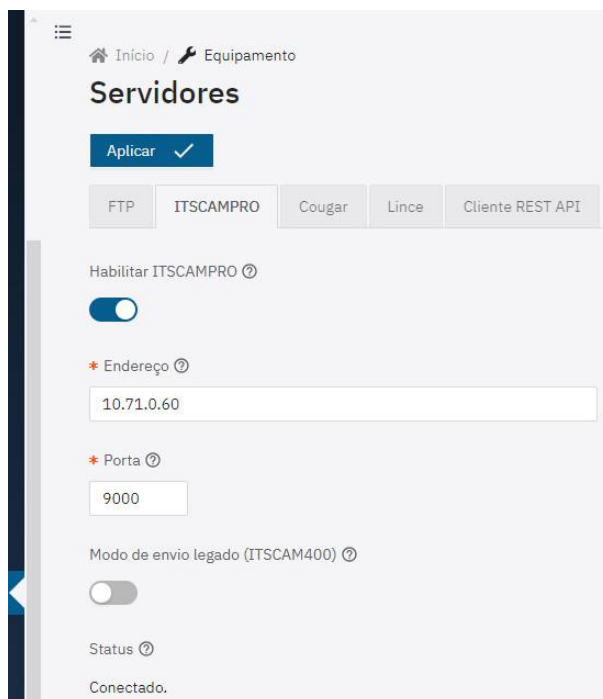 Início / Equipamento
Servidores
Aplicar
FTP ITSCAMPRO Cougar Lince Cliente REST API
Habilitar ITSCAMPRO
* Endereço
10.71.0.60
* Porta
9000
Modo de envio legado (ITSCAM400)
Status
Conectado.